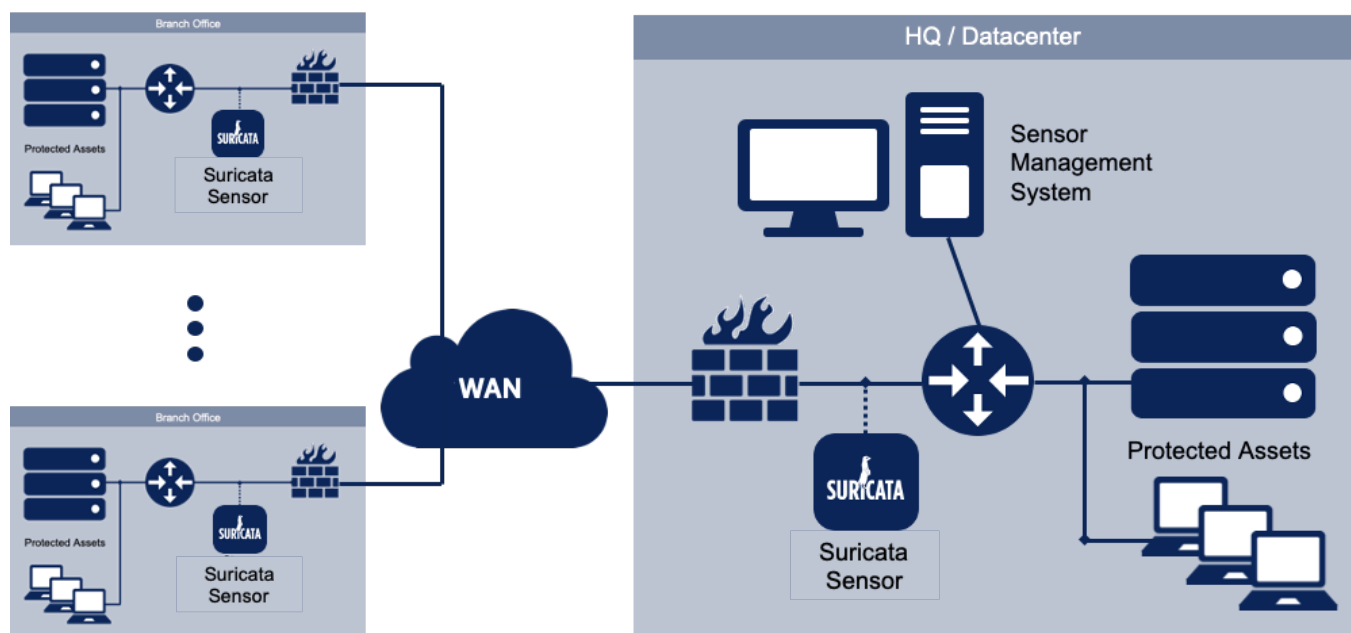 Branch Office
Protected Assets
SURICATA
Suricata
Sensor
Branch Office
Protected Assets
SURICATA
Suricata
Sensor
WAN
HQ / Datacenter
Sensor
Management
System
Protected Assets
SURICATA
Suricata
Sensor